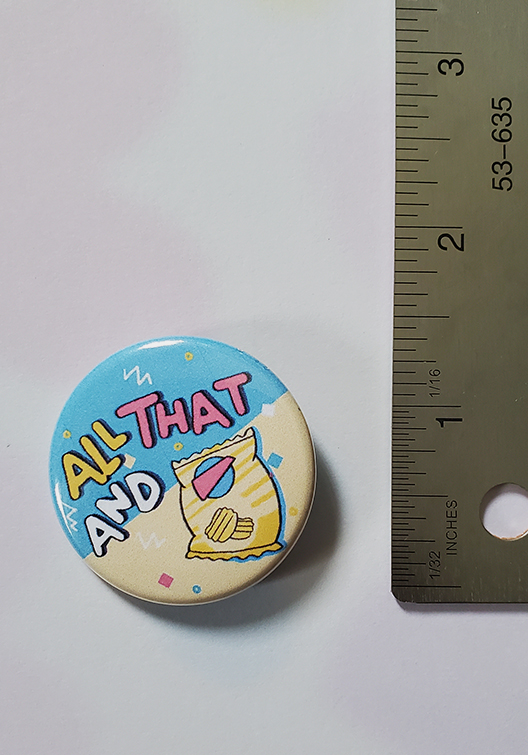 ALL THAT
AND
3
53-635
2
1/16
1
INCHES
1/32